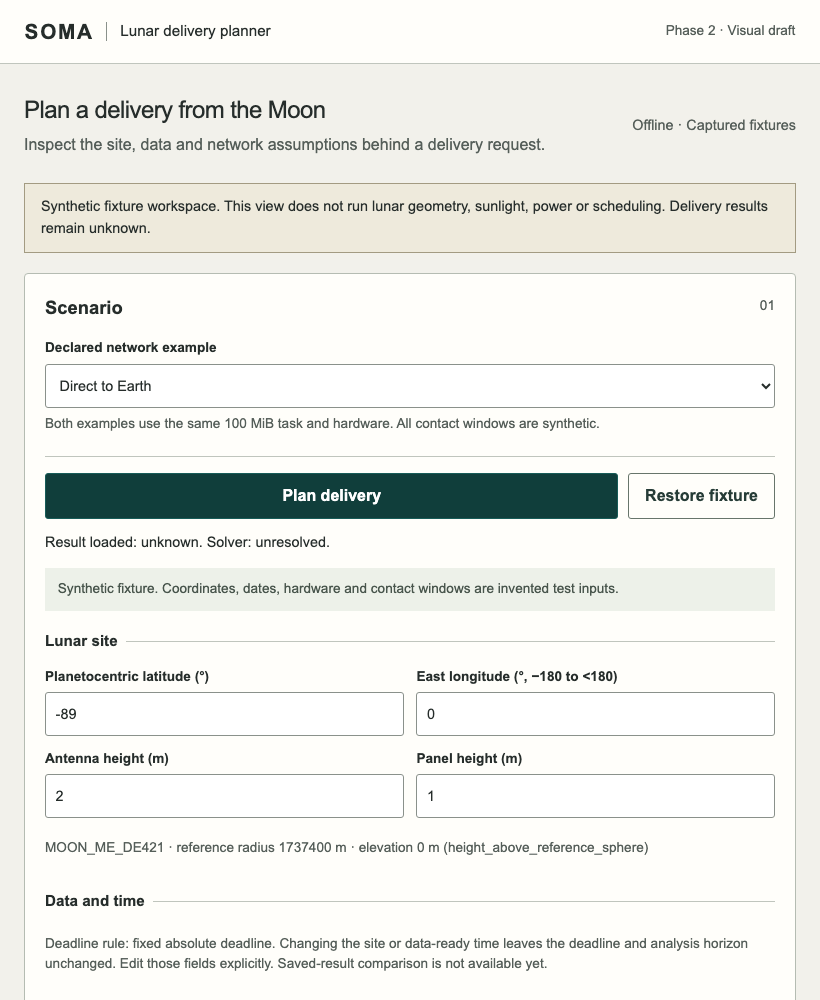 SOMA
Lunar delivery planner
Phase 2 · Visual draft
Plan a delivery from the Moon
Inspect the site, data and network assumptions behind a delivery request.
Offline · Captured fixtures
Synthetic fixture workspace. This view does not run lunar geometry, sunlight, power or scheduling. Delivery results
remain unknown.
Scenario
01
Declared network example
Direct to Earth
Both examples use the same 100 MiB task and hardware. All contact windows are synthetic.
Plan delivery
Restore fixture
Result loaded: unknown. Solver: unresolved.
Synthetic fixture. Coordinates, dates, hardware and contact windows are invented test inputs.
Lunar site
Planetocentric latitude (°)
East longitude (°, −180 to <180)
-89
0
Antenna height (m)
Panel height (m)
2
1
MOON_ME_DE421 · reference radius 1737400 m · elevation 0 m (height_above_reference_sphere)
Data and time
Deadline rule: fixed absolute deadline. Changing the site or data-ready time leaves the deadline and analysis horizon
unchanged. Edit those fields explicitly. Saved-result comparison is not available yet.